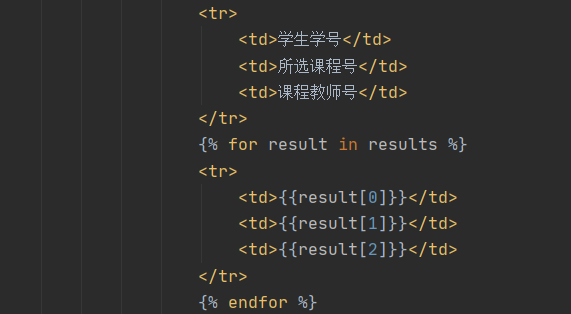 <tr>
<td>学生学号</td>
<td>所选课程号</td>
<td>课程教师号</td>
</tr>
{% for result in results %}
<tr>
<td>{{result[0]}}</td>
<td>{{result[1]}}</td>
<td>{{result[2]}}</td>
</tr>
{% endfor %}